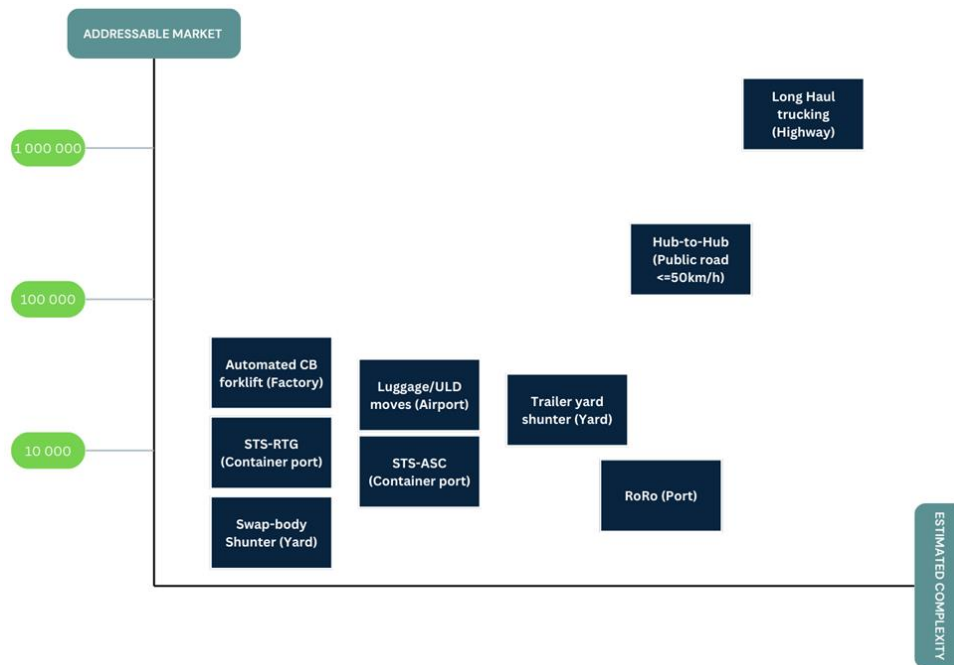 ADDRESSABLE MARKET
Long Haul
trucking
(Highway)
1 000 000
Hub-to-Hub
(Public road
<=50km/h)
100 000
Automated CB
forklift (Factory)
Luggage/ULD
moves (Airport)
Trailer yard
shunter (Yard)
10 000
STS-RTG
(Container port)
STS-ASC
(Container port)
RoRo (Port)
Swap-body
Shunter (Yard)
ESTIMATED COMPLEXITY